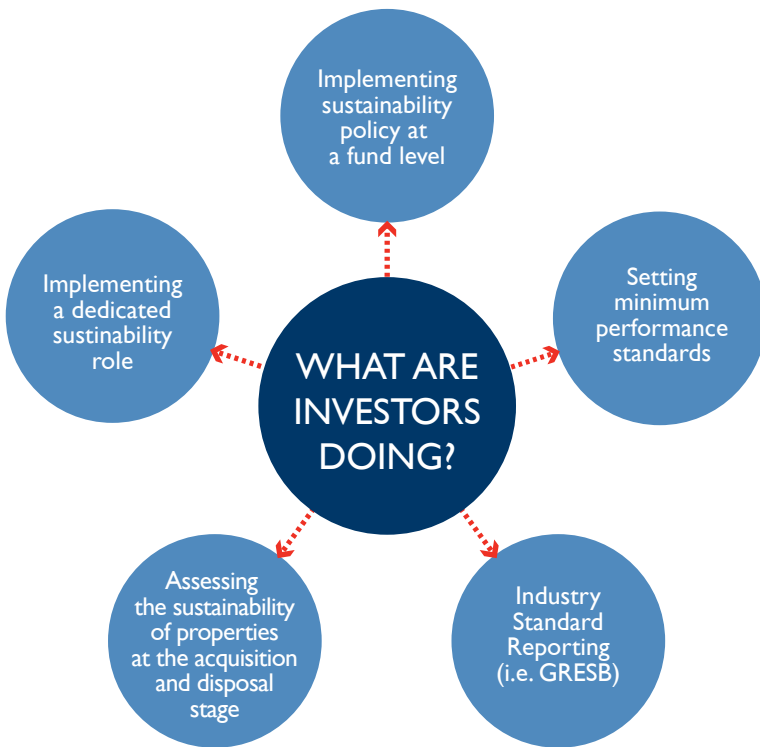 Implementing
sustainability
policy at
a fund level
Implementing
a dedicated
sustinability
role
Setting
minimum
performance
standards
WHAT ARE
INVESTORS
DOING?
Assessing
the sustainability
of properties
at the acquisition
and disposal
stage
Industry
Standard
Reporting
(i.e. GRESB)